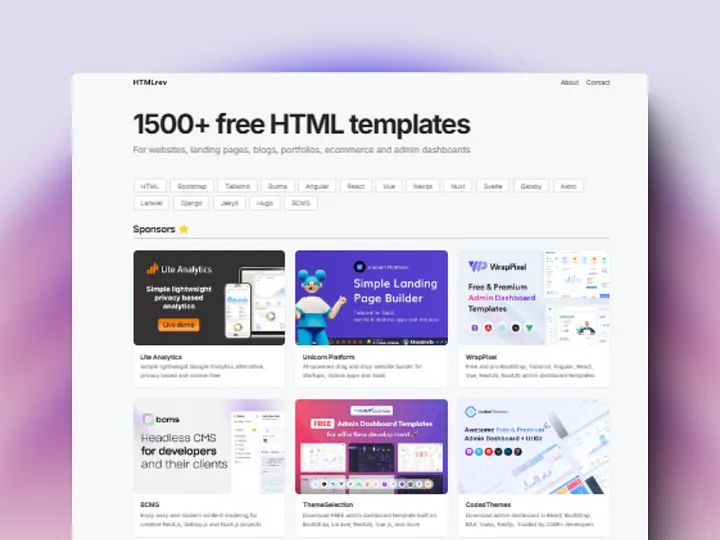 HTMLrev
About
Contact
1500+ free HTML templates
For websites, landing pages, blogs, portfolios, ecommerce and admin dashboards
HTML
Bootstrap
Tailwind
Bulma
Angular
React
Vue
Nextjs
Nuxt
Svelte
Gatsby
Astro
Laravel
Django
Jekyll
Hugo
BCMS
Sponsors
Lite Analytics
Simple lightweight
privacy based
analytics
Live demo
Unicorn Platform
Simple Landing
Page Builder
Tailored for SaaS,
mobile & desktop apps and startups.
WrapPixel
Free & Premium
Admin Dashboard
Templates
Lite Analytics
Simple lightweight Google Analytics alternative,
privacy based and cookie-free
Unicorn Platform
AI-powered drag and drop website builder for
startups, mobile apps and SaaS
WrapPixel
Free and pro Bootstrap, Tailwind, Angular, React,
Vue, NextJS, NuxtJS admin dashboard templates
bcms
Headless CMS
for developers
and their clients
THEMESELECTION
FREE Admin Dashboard Templates
for effortless development
CodedThemes
Awesome Free & Premium
Admin Dashboard + UI Kits
BCMS
Enjoy easy and modern content modeling for
creative Next.js, Gatsby.js and Nuxt.js projects
ThemeSelection
Download FREE admin dashboard template built on
Bootstrap, Laravel, NextJS, Vue js, and more
CodedThemes
Download admin dashboard in React, Bootstrap,
MUI, Vuejs, Nextjs. Trusted by 250K+ developers